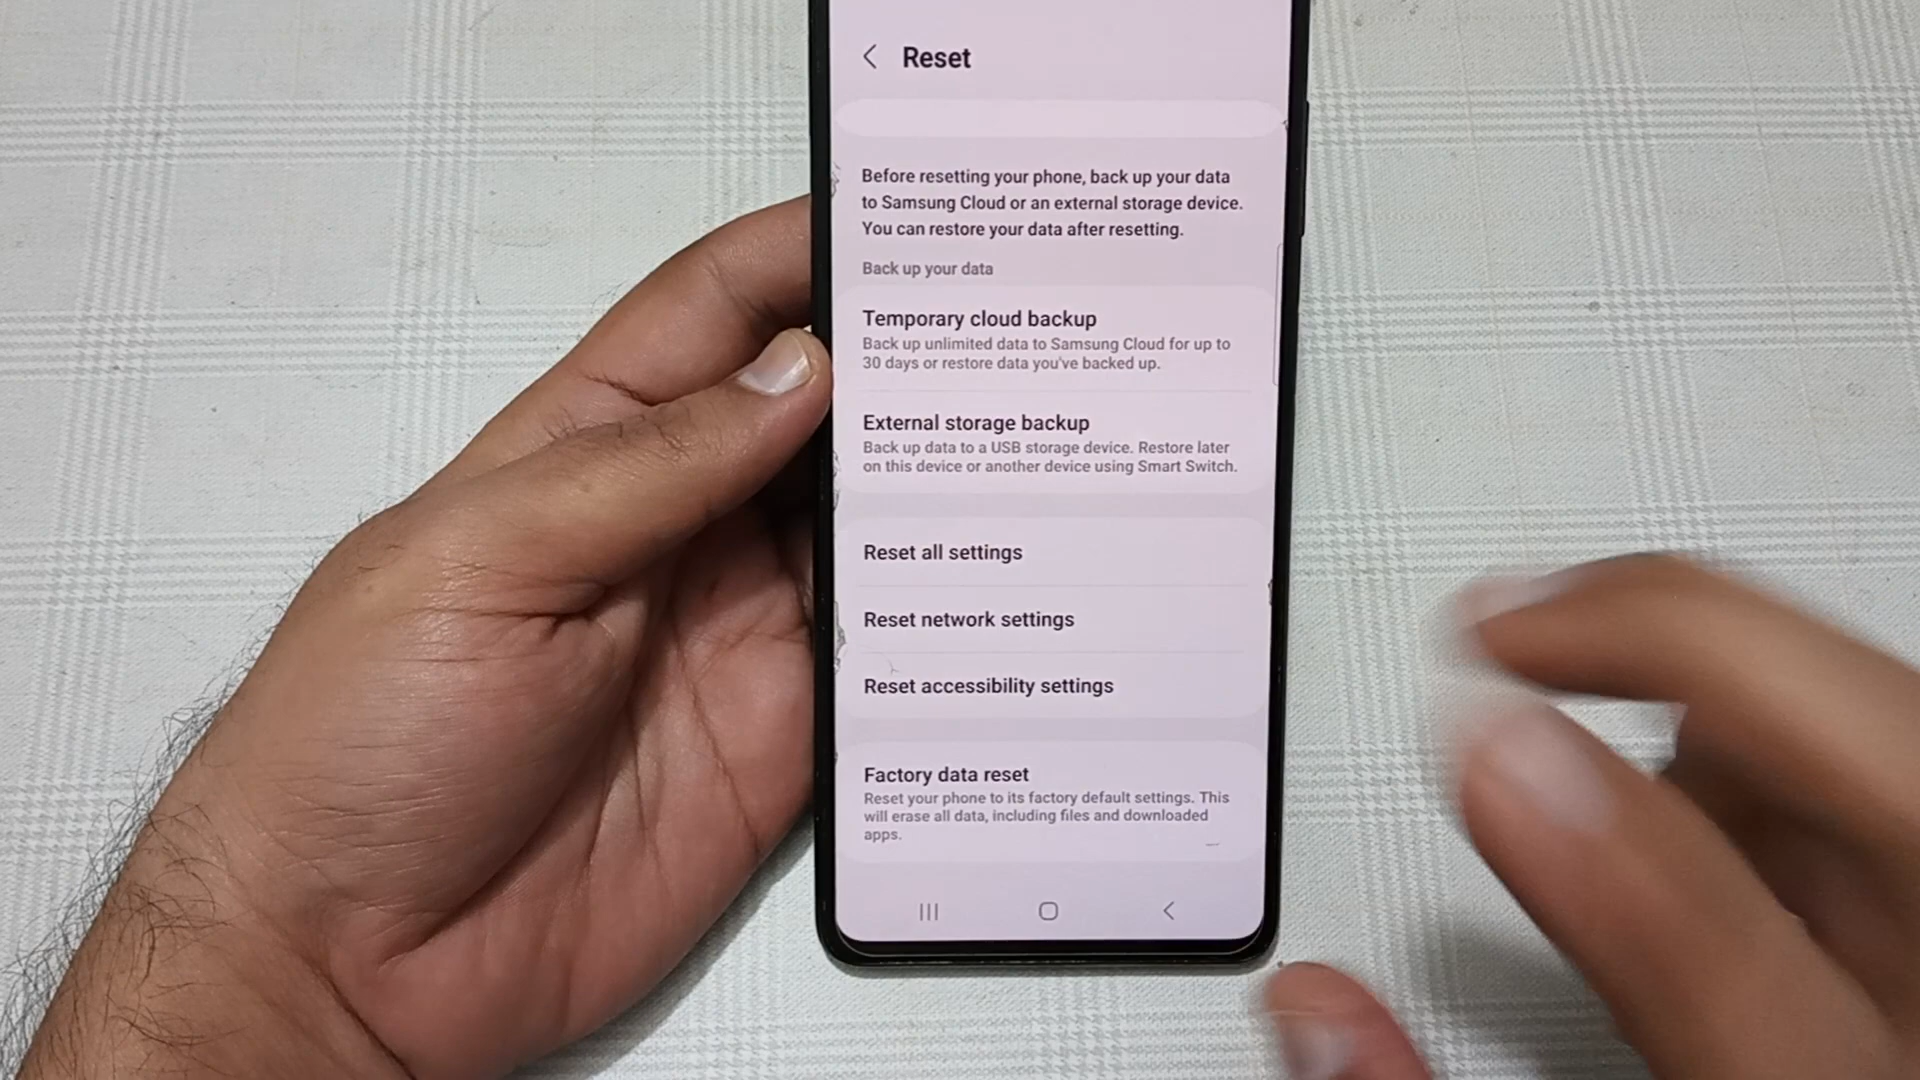 Reset
Before resetting your phone, back up your data
to Samsung Cloud or an external storage device.
You can restore your data after resetting.
Back up your data
Temporary cloud backup
Back up unlimited data to Samsung Cloud for up to
30 days or restore data you've backed up.
External storage backup
Back up data to a USB storage device. Restore later
on this device or another device using Smart Switch.
Reset all settings
Reset network settings
Reset accessibility settings
Factory data reset
Reset your phone to its factory default settings. This
will erase all data, including files and downloaded
apps.